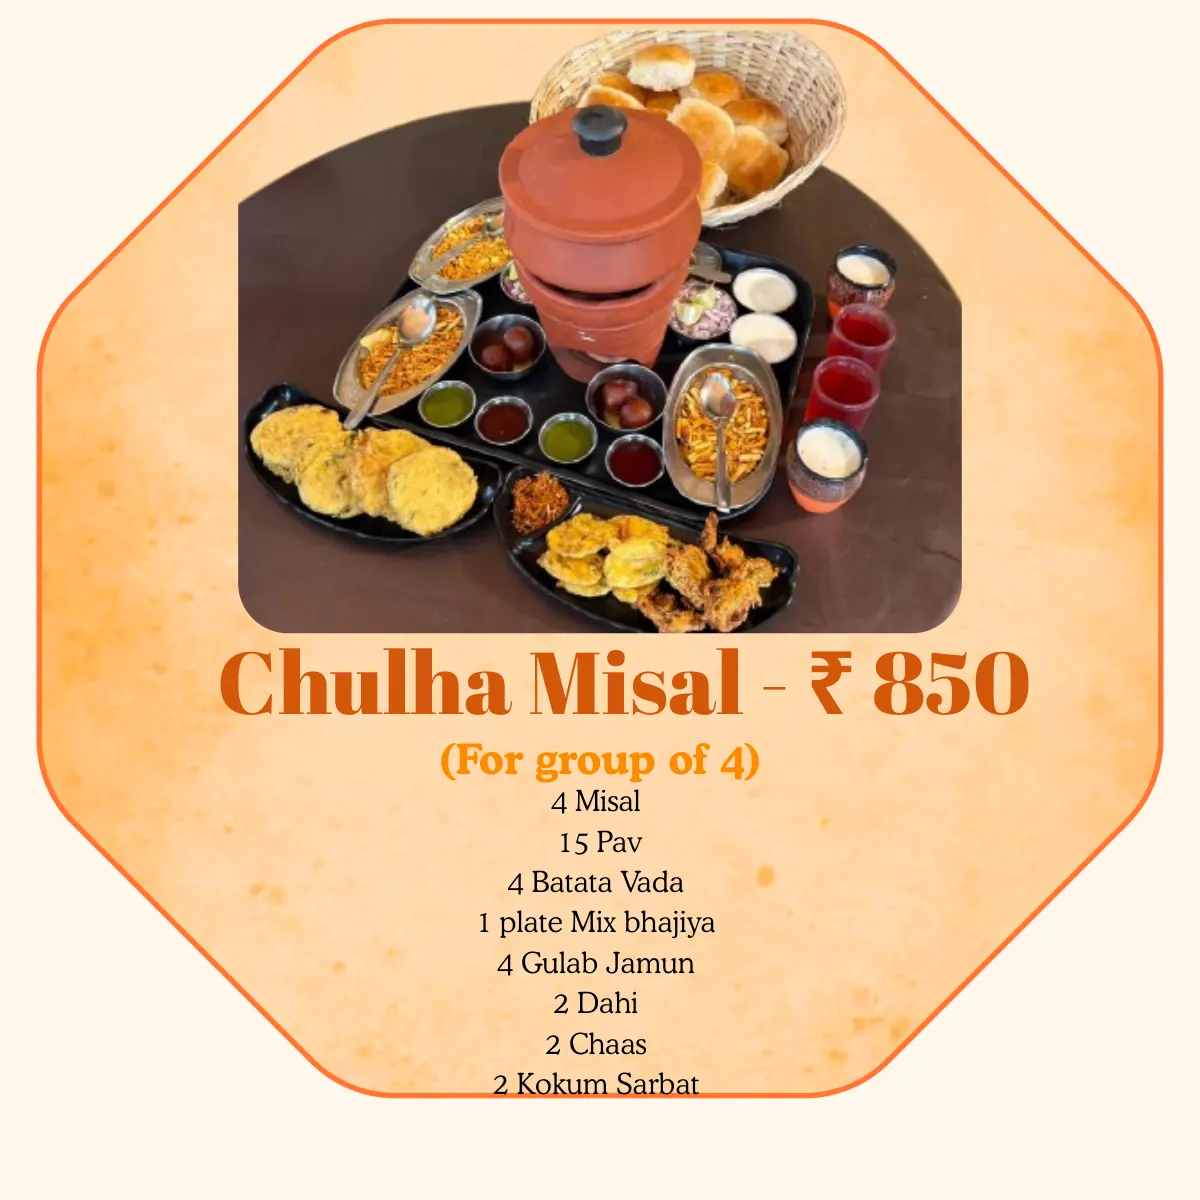 Chulha Misal - ₹ 850
(For group of 4)
4 Misal
15 Pav
4 Batata Vada
1 plate Mix bhajiya
4 Gulab Jamun
2 Dahi
2 Chaas
2 Kokum Sarbat